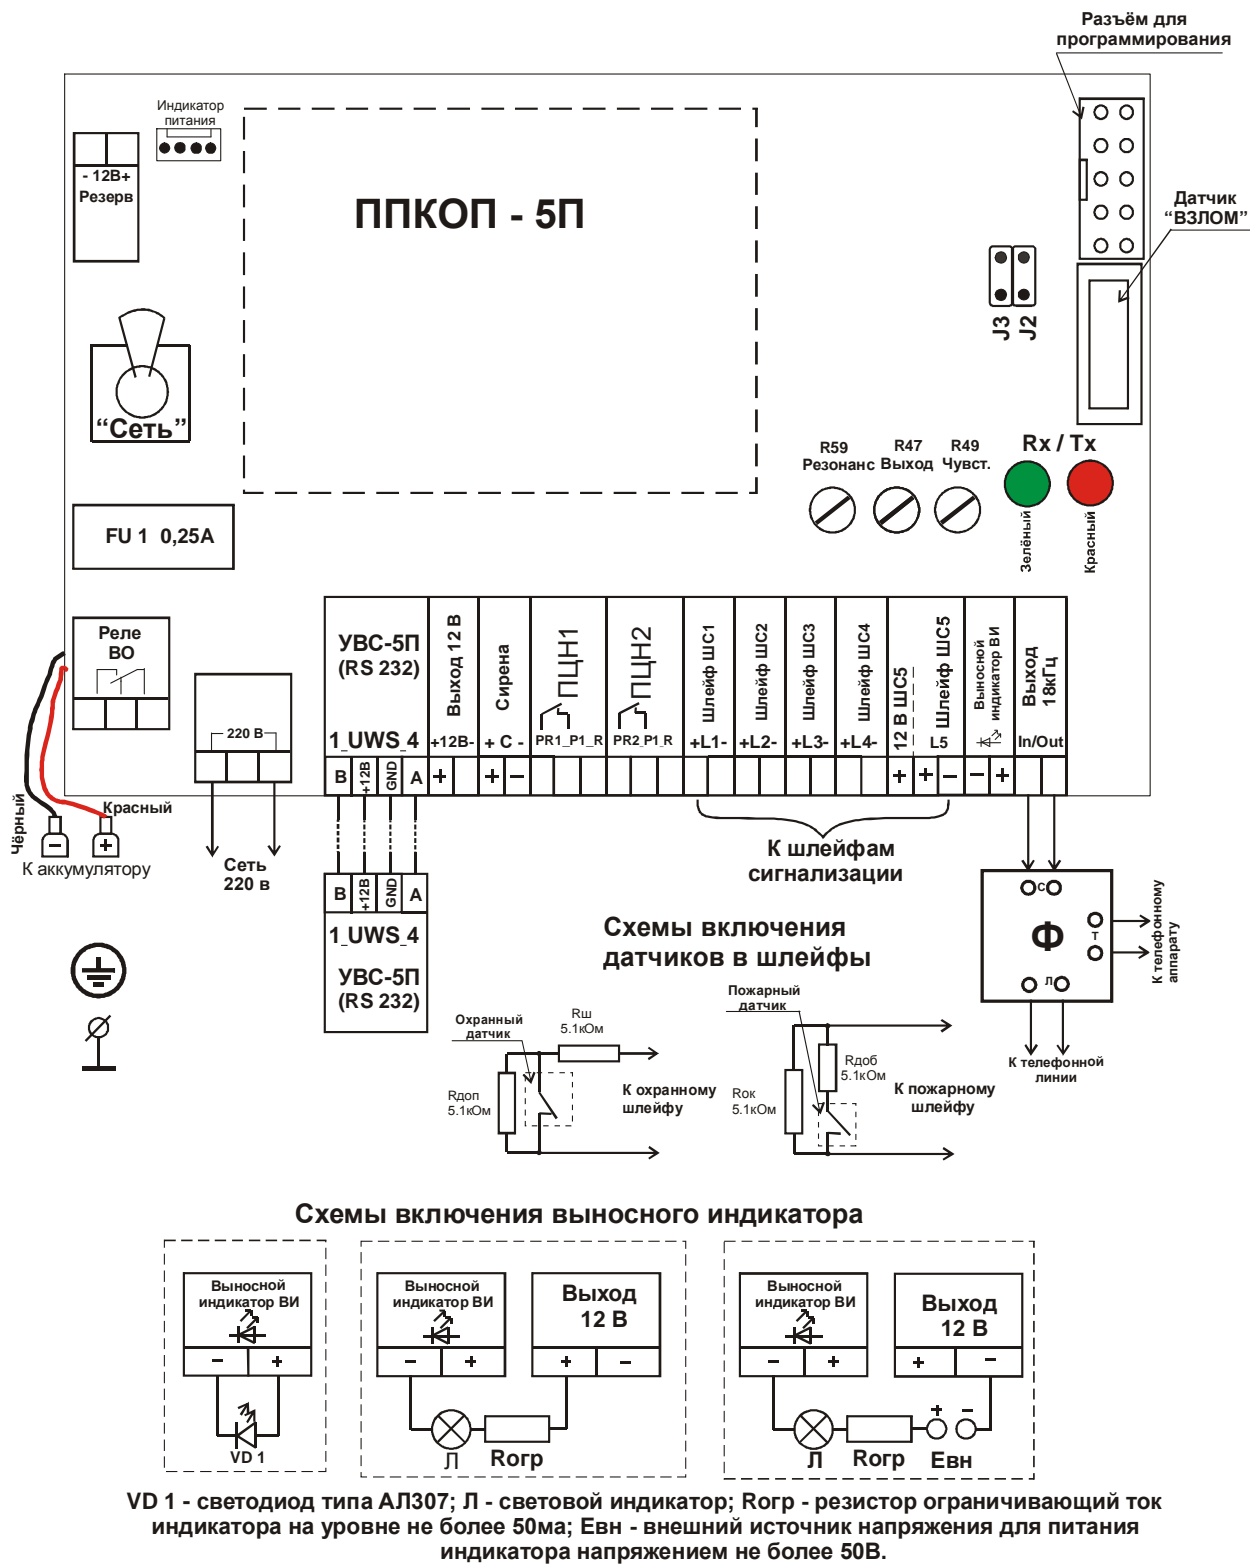 Разъём для
программирования
Индикатор
питания
- 12В+
Резерв
ППКОП - 5П
Датчик
“ВЗЛОМ”
J3
J2
“Сеть”
R59
Резонанс
R47
Выход
R49
Чувст.
Rx / Tx
Зелёный
Красный
FU 1 0,25А
Реле
ВО
220 В
УВС-5П
(RS 232)
1_UWS_4
В
+12В
GND
А
Выход 12 В
+12В-
+
Сирена
+ С -
+ −
ПЦН1
PR1_P1_R
ПЦН2
PR2_P1_R
Шлейф ШС1
+L1-
Шлейф ШС2
+L2-
Шлейф ШС3
+L3-
Шлейф ШС4
+L4-
12 В ШС5
Шлейф ШС5
L5
+ + −
Выносной
индикатор ВИ
− +
Выход
18кГц
In/Out
Чёрный
Красный
− +
К аккумулятору
Сеть
220 в
В
+12В
GND
А
1_UWS_4
УВС-5П
(RS 232)
К шлейфам
сигнализации
С
Ф
Т
Л
К телефонному
аппарату
К телефонной
линии
Схемы включения
датчиков в шлейфы
Охранный
датчик
Rш
5.1кОм
Rдоп
5.1кОм
К охранному
шлейфу
Пожарный
датчик
Rдоб
5.1кОм
Rок
5.1кОм
К пожарному
шлейфу
Схемы включения выносного индикатора
Выносной
индикатор ВИ
− +
VD 1
Выносной
индикатор ВИ
− +
Выход
12 В
+ −
Л
Rогр
Выносной
индикатор ВИ
− +
Выход
12 В
+ −
+ −
Л
Rогр
Евн
VD 1 - светодиод типа АЛ307; Л - световой индикатор; Rогр - резистор ограничивающий ток
индикатора на уровне не более 50ма; Евн - внешний источник напряжения для питания
индикатора напряжением не более 50В.